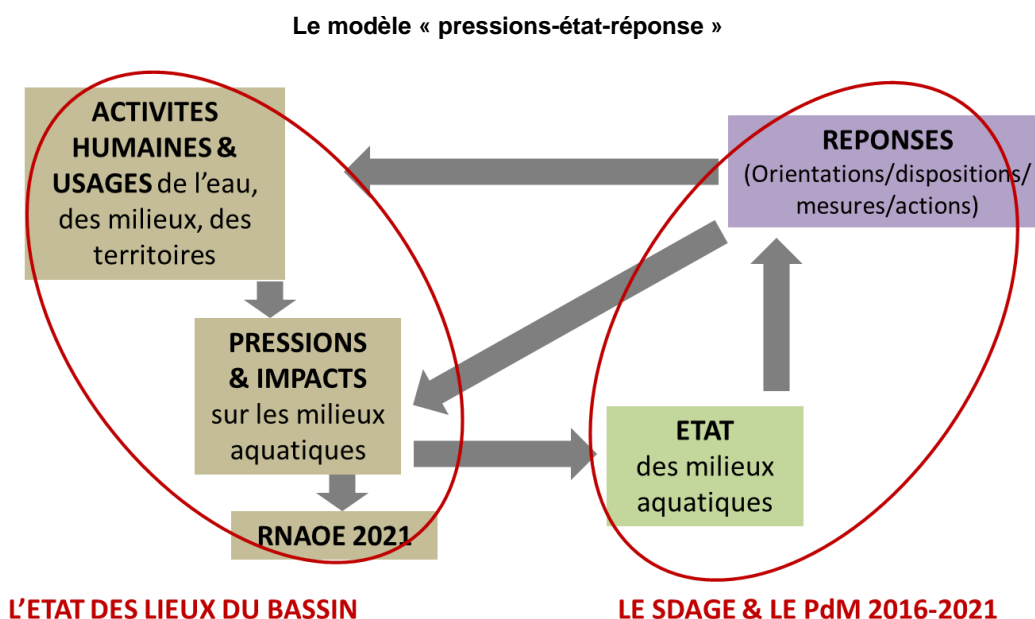 Le modèle « pressions-état-réponse »
ACTIVITES
HUMAINES &
USAGES de l'eau,
des milieux, des
territoires
REPONSES
(Orientations/dispositions/
mesures/actions)
PRESSIONS
& IMPACTS
sur les milieux
aquatiques
ETAT
des milieux
aquatiques
RNAOE 2021
L'ETAT DES LIEUX DU BASSIN
LE SDAGE & LE PdM 2016-2021